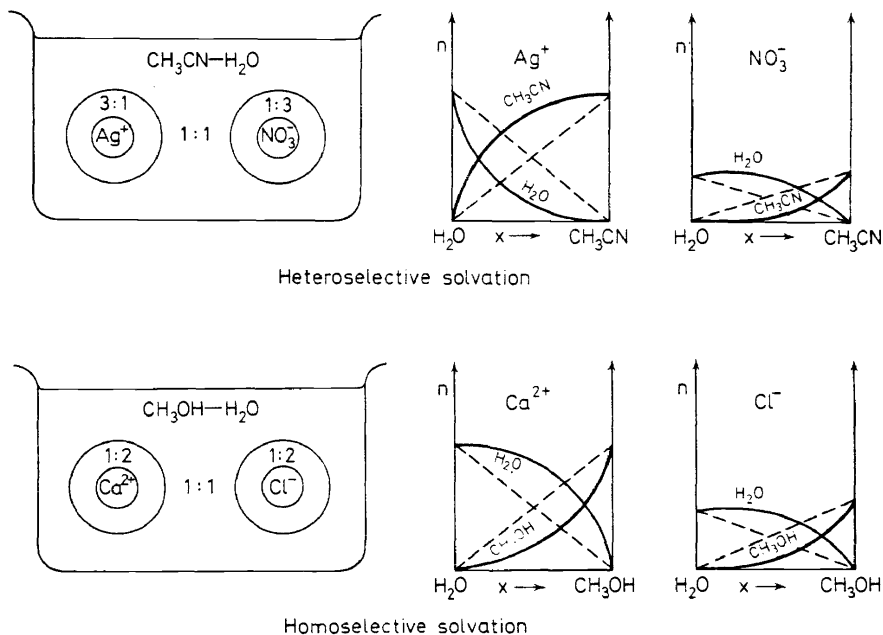 CH₃CN—H₂O
3:1
Ag⁺
1:1
1:3
NO₃⁻
n
Ag⁺
CH₃CN
H₂O
H₂O
x →
CH₃CN
n
NO₃⁻
H₂O
CH₃CN
H₂O
x →
CH₃CN
Heteroselective solvation
CH₃OH—H₂O
1:2
Ca²⁺
1:1
1:2
Cl⁻
n
Ca²⁺
H₂O
CH₃OH
H₂O
x →
CH₃OH
n
Cl⁻
H₂O
CH₃OH
H₂O
x →
CH₃OH
Homoselective solvation